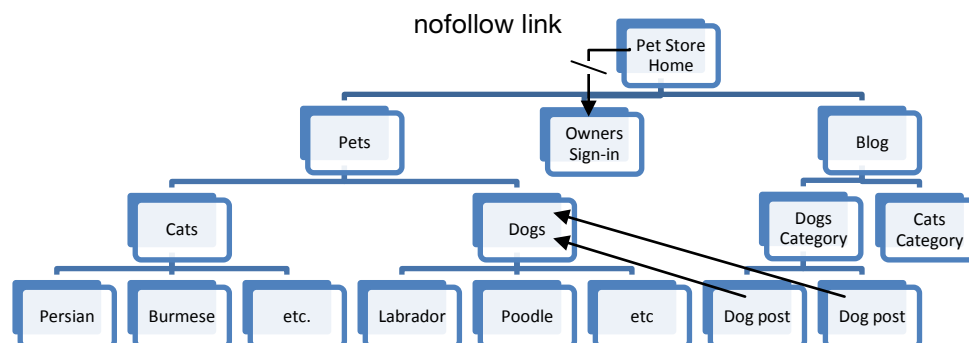 nofollow link
Pet Store
Home
Pets
Owners
Sign-in
Blog
Cats
Dogs
Dogs
Category
Cats
Category
Persian
Burmese
etc.
Labrador
Poodle
etc
Dog post
Dog post